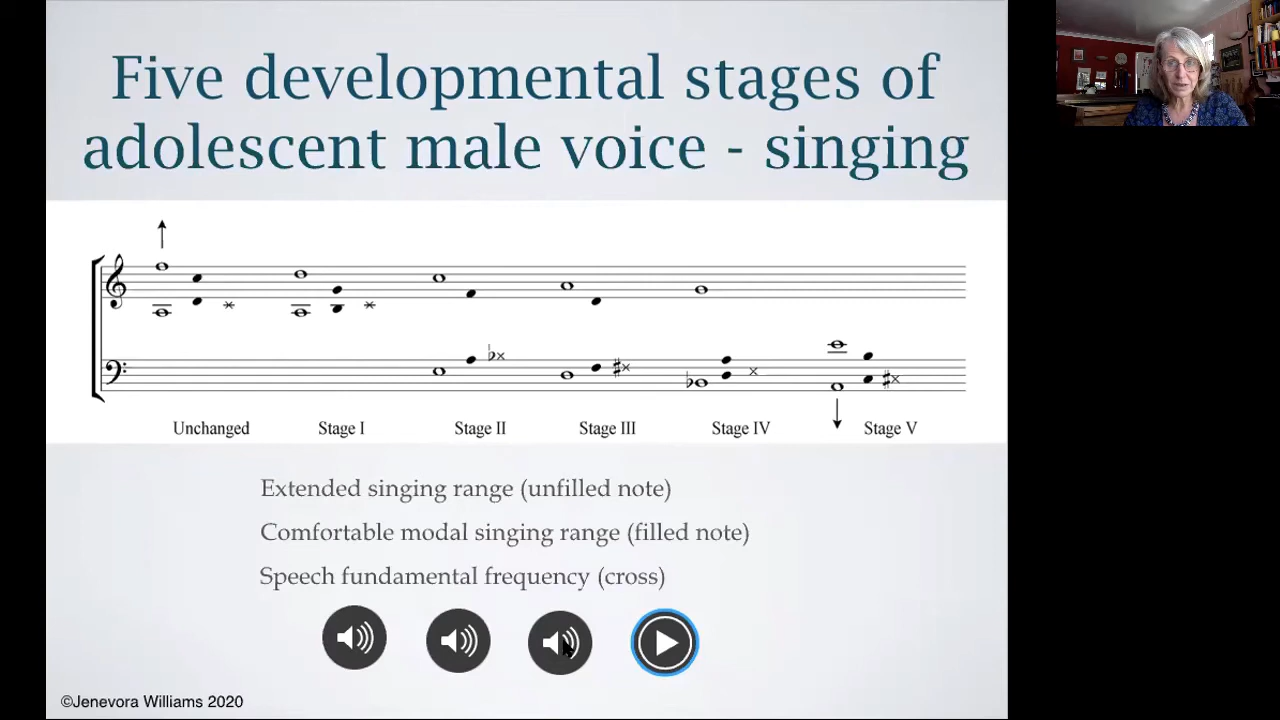 Five developmental stages of
adolescent male voice - singing
Unchanged Stage I Stage II Stage III Stage IV Stage V
Extended singing range (unfilled note)
Comfortable modal singing range (filled note)
Speech fundamental frequency (cross)
©Jenevora Williams 2020